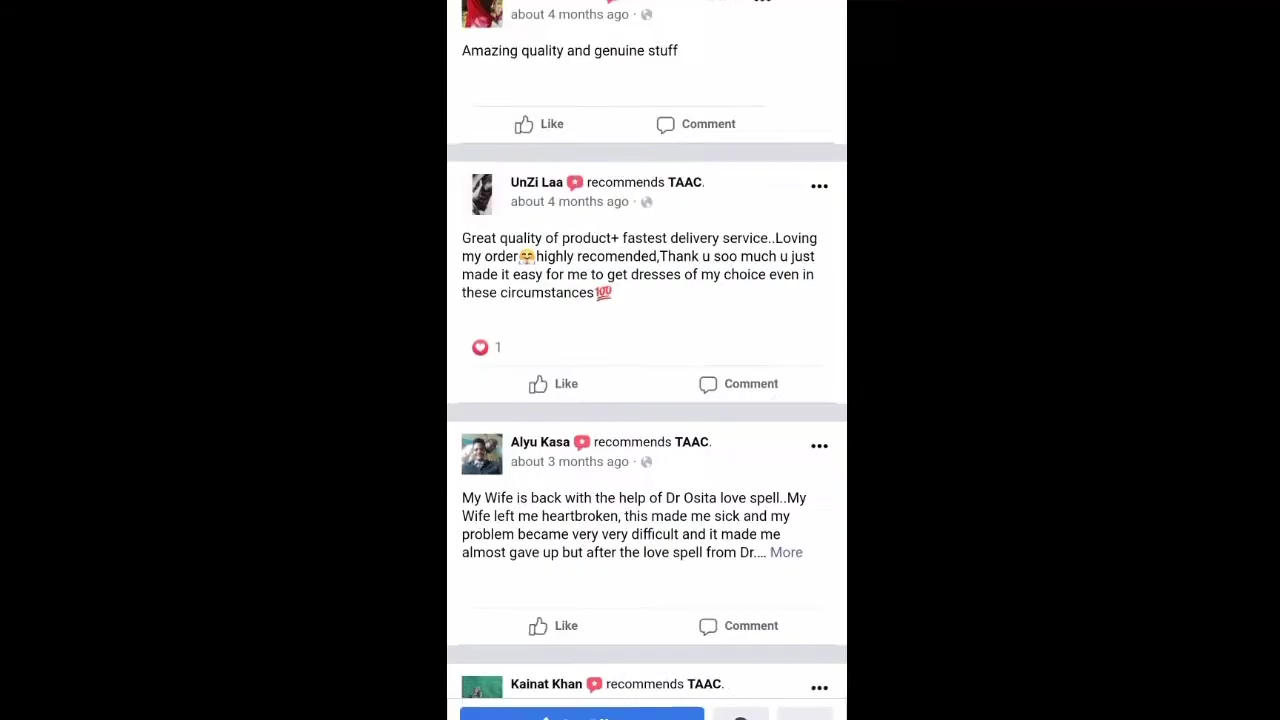 about 4 months ago ·
Amazing quality and genuine stuff
Like Comment
UnZi Laa recommends TAAC.
about 4 months ago ·
Great quality of product+ fastest delivery service..Loving
my order🤗highly recomended,Thank u soo much u just
made it easy for me to get dresses of my choice even in
these circumstances💯
1
Like Comment
Alyu Kasa recommends TAAC.
about 3 months ago ·
My Wife is back with the help of Dr Osita love spell..My
Wife left me heartbroken, this made me sick and my
problem became very very difficult and it made me
almost gave up but after the love spell from Dr.... More
Like Comment
Kainat Khan recommends TAAC.